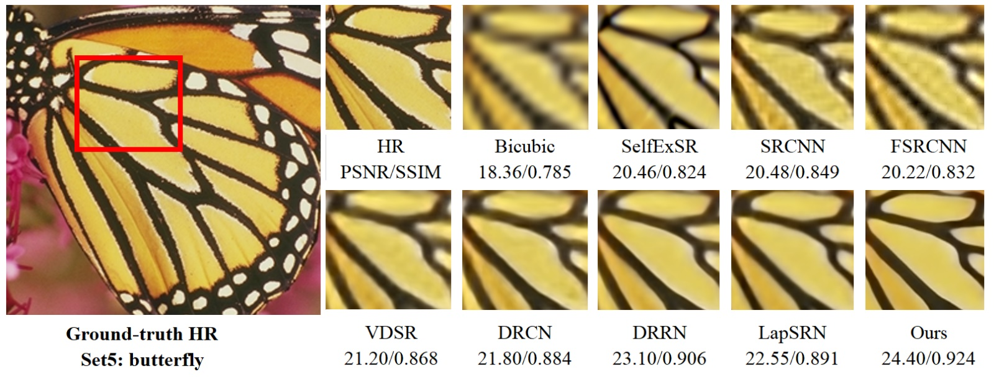 HR
PSNR/SSIM
Bicubic
18.36/0.785
SelfExSR
20.46/0.824
SRCNN
20.48/0.849
FSRCNN
20.22/0.832
VDSR
21.20/0.868
DRCN
21.80/0.884
DRRN
23.10/0.906
LapSRN
22.55/0.891
Ours
24.40/0.924
Ground-truth HR
Set5: butterfly